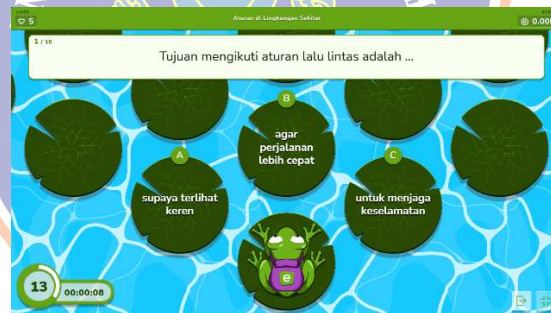 Aturan di Lingkungan Sekitar
5
0.000
1 / 10
Tujuan mengikuti aturan lalu lintas adalah ...
B
agar
perjalanan
lebih cepat
A
supaya terlihat
keren
C
untuk menjaga
keselamatan
e
13
00:00:08